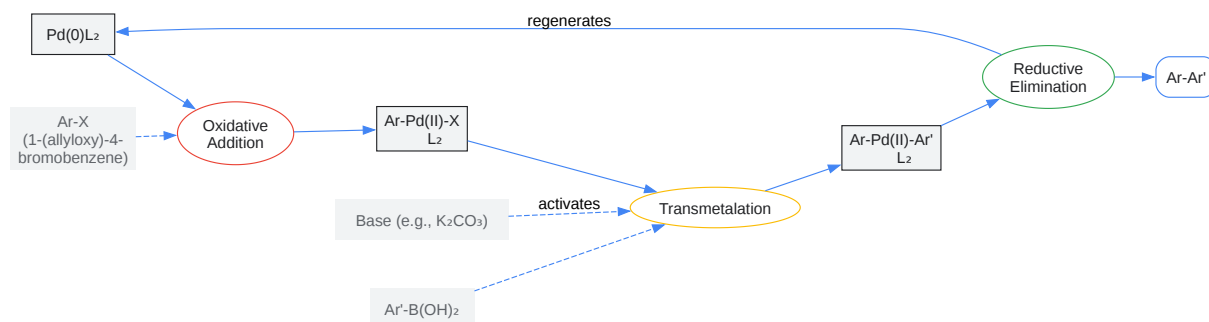 regenerates
Pd(0)L₂
Ar-X
(1-(allyloxy)-4-
bromobenzene)
Oxidative
Addition
Ar-Pd(II)-X
L₂
Base (e.g., K₂CO₃)
activates
Ar'-B(OH)₂
Transmetalation
Ar-Pd(II)-Ar'
L₂
Reductive
Elimination
Ar-Ar'